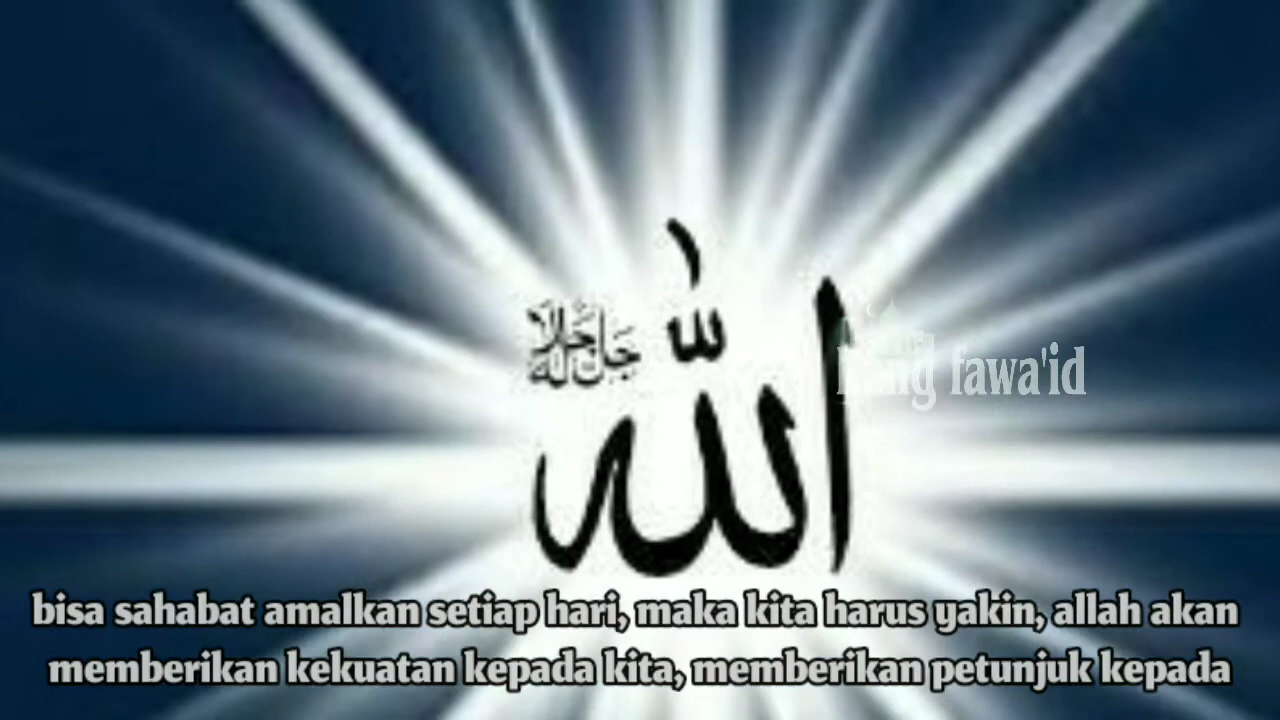 الله
جل جلاله
fawa'id
bisa sahabat amalkan setiap hari, maka kita harus yakin, allah akan
memberikan kekuatan kepada kita, memberikan petunjuk kepada